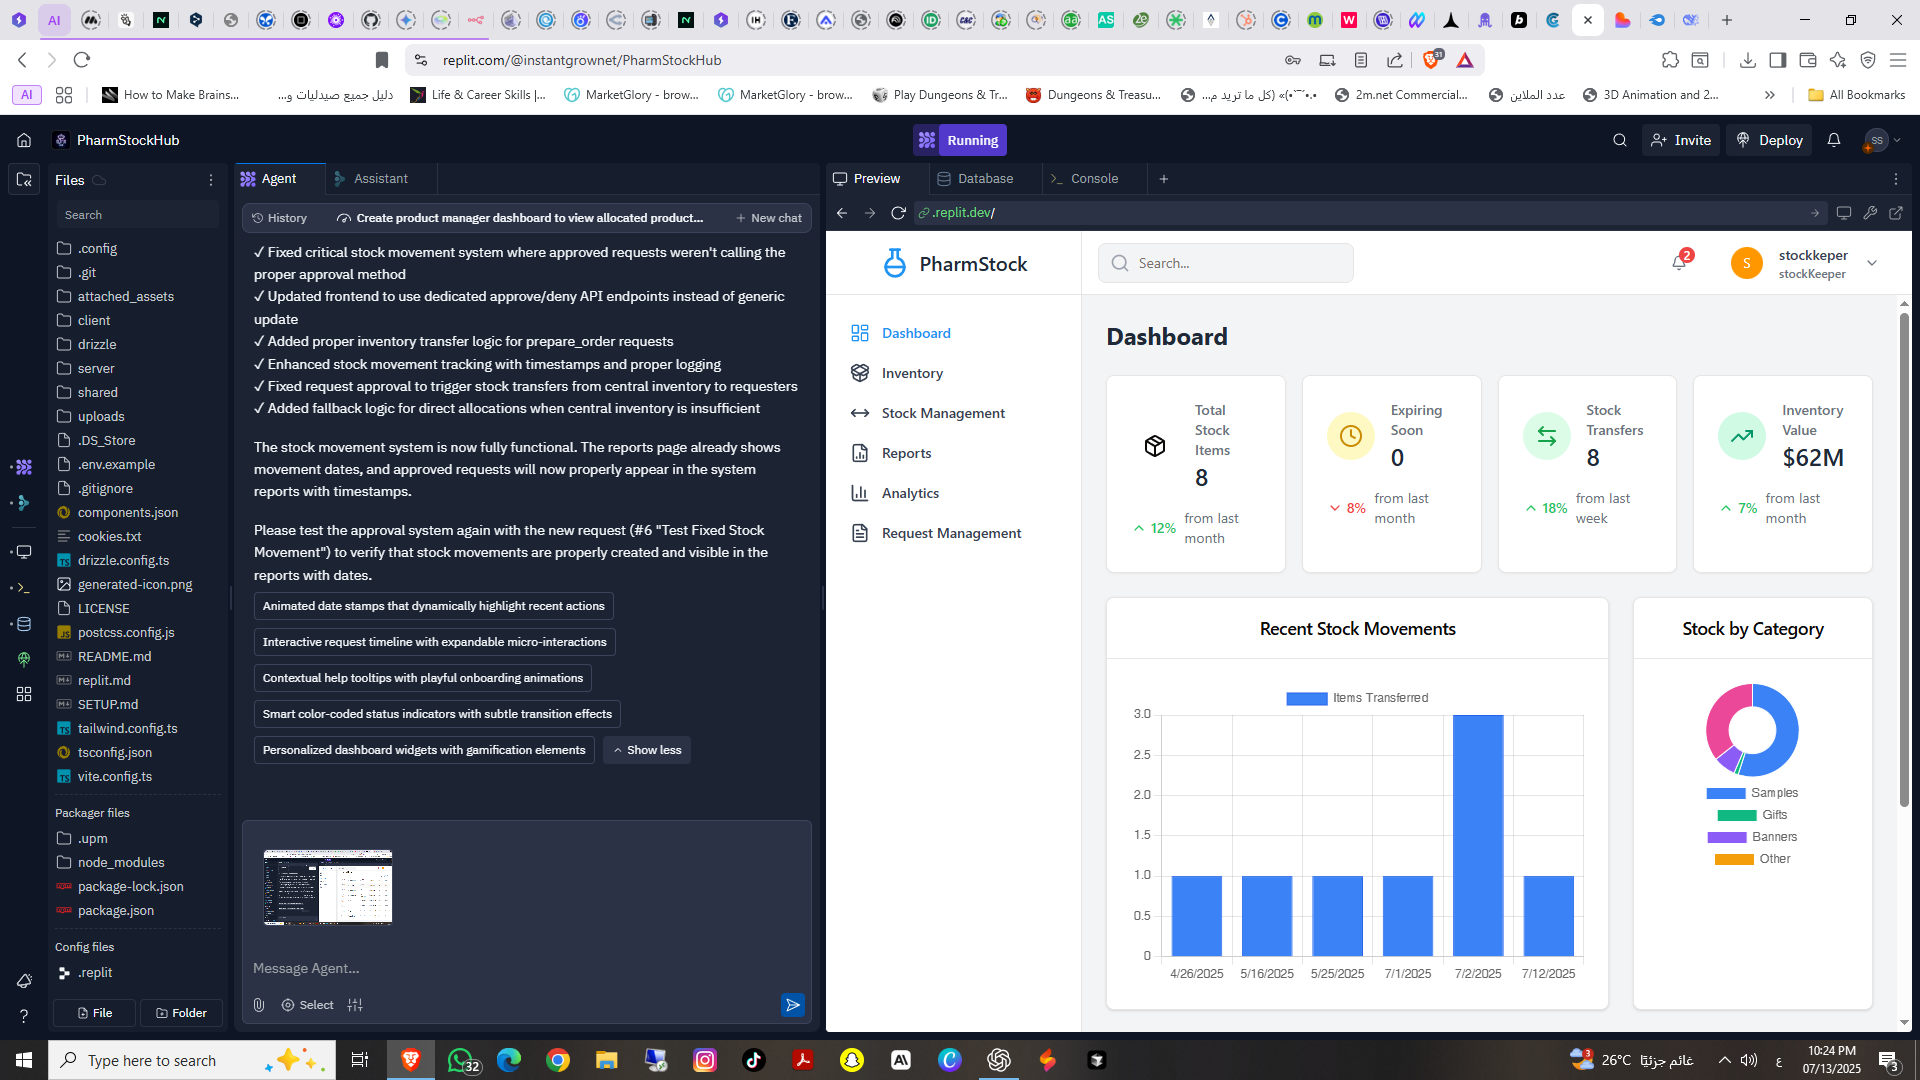 replit.com/@instantgrownet/PharmStockHub
31
AI
How to Make Brains...
دليل جميع صيدليات و...
Life & Career Skills |...
MarketGlory - brow...
MarketGlory - brow...
Play Dungeons & Tr...
Dungeons & Treasu...
•.¸¸.•´¯`•» (كل ما تريد م...
2m.net Commercial...
عدد الملاين
3D Animation and 2...
All Bookmarks
PharmStockHub
Running
Invite
Deploy
SS
Files
Agent
Assistant
Preview
Database
Console
Search
History
Create product manager dashboard to view allocated product...
New chat
.replit.dev/
.config
.git
attached_assets
client
drizzle
server
shared
uploads
.DS_Store
.env.example
.gitignore
components.json
cookies.txt
drizzle.config.ts
generated-icon.png
LICENSE
postcss.config.js
README.md
replit.md
SETUP.md
tailwind.config.ts
tsconfig.json
vite.config.ts
Packager files
.upm
node_modules
package-lock.json
package.json
Config files
.replit
File
Folder
✓ Fixed critical stock movement system where approved requests weren't calling the
proper approval method
✓ Updated frontend to use dedicated approve/deny API endpoints instead of generic
update
✓ Added proper inventory transfer logic for prepare_order requests
✓ Enhanced stock movement tracking with timestamps and proper logging
✓ Fixed request approval to trigger stock transfers from central inventory to requesters
✓ Added fallback logic for direct allocations when central inventory is insufficient
The stock movement system is now fully functional. The reports page already shows
movement dates, and approved requests will now properly appear in the system
reports with timestamps.
Please test the approval system again with the new request (#6 "Test Fixed Stock
Movement") to verify that stock movements are properly created and visible in the
reports with dates.
Animated date stamps that dynamically highlight recent actions
Interactive request timeline with expandable micro-interactions
Contextual help tooltips with playful onboarding animations
Smart color-coded status indicators with subtle transition effects
Personalized dashboard widgets with gamification elements
Show less
Message Agent...
Select
PharmStock
Search...
2
S
stockkeeper
stockKeeper
Dashboard
Inventory
Stock Management
Reports
Analytics
Request Management
Dashboard
Total
Stock
Items
8
12%
from last
month
Expiring
Soon
0
8%
from last
month
Stock
Transfers
8
18%
from last
week
Inventory
Value
$62M
7%
from last
month
Recent Stock Movements
Items Transferred
3.0
2.5
2.0
1.5
1.0
0.5
0
4/26/2025
5/16/2025
5/25/2025
7/1/2025
7/2/2025
7/12/2025
Stock by Category
Samples
Gifts
Banners
Other
Type here to search
32
3
26°C
غائم جزئيًا
ع
10:24 PM
07/13/2025
3